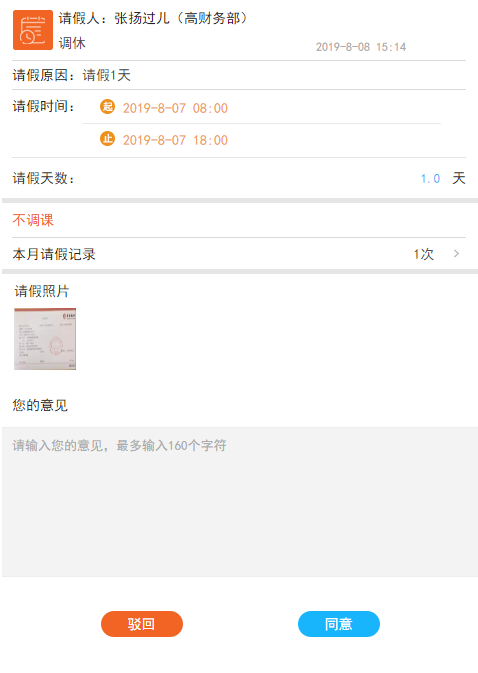 请假人：张扬过儿（高财务部）
调休
2019-8-08 15:14
请假原因：请假1天
请假时间：
起 2019-8-07 08:00
止 2019-8-07 18:00
请假天数： 1.0 天
不调课
本月请假记录 1次
请假照片
您的意见
请输入您的意见，最多输入160个字符
驳回 同意